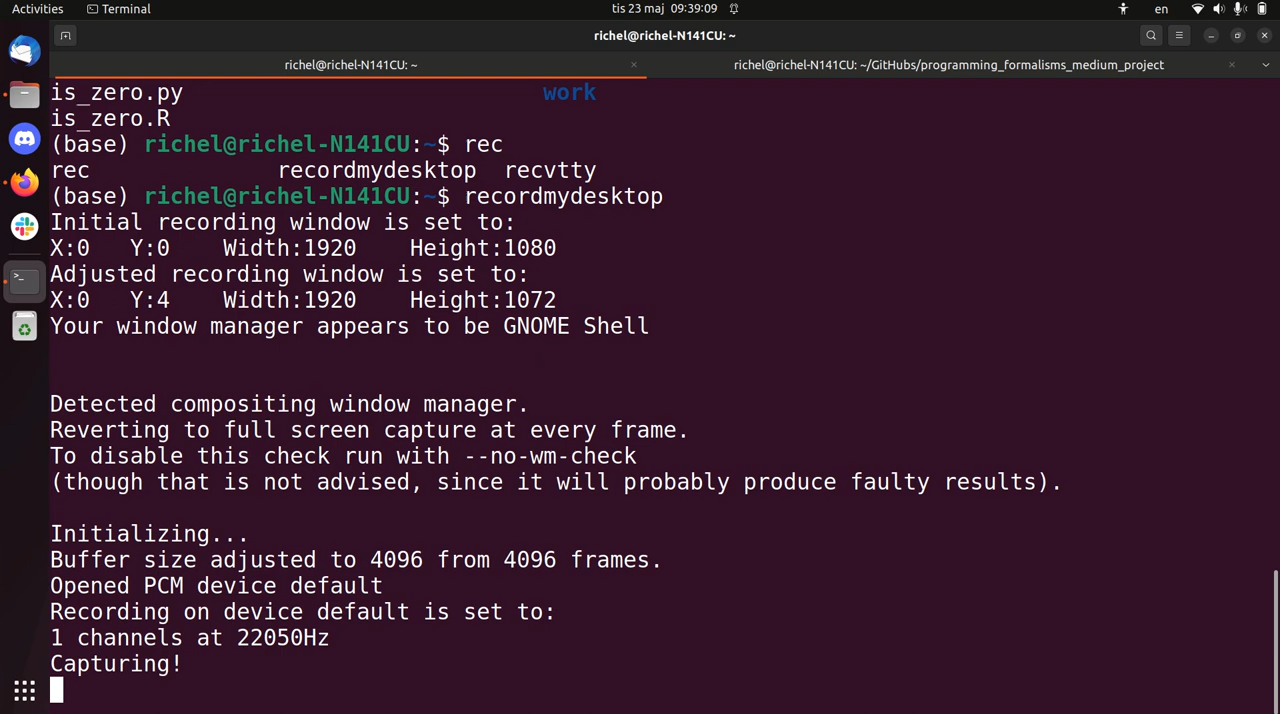 Activities Terminal tis 23 maj 09:39:09 en
richel@richel-N141CU: ~
richel@richel-N141CU: ~ × richel@richel-N141CU: ~/GitHubs/programming_formalisms_medium_project ×
is_zero.py work
is_zero.R
(base) richel@richel-N141CU:~$ rec
rec recordmydesktop recvtty
(base) richel@richel-N141CU:~$ recordmydesktop
Initial recording window is set to:
X:0 Y:0 Width:1920 Height:1080
Adjusted recording window is set to:
X:0 Y:4 Width:1920 Height:1072
Your window manager appears to be GNOME Shell
Detected compositing window manager.
Reverting to full screen capture at every frame.
To disable this check run with --no-wm-check
(though that is not advised, since it will probably produce faulty results).
Initializing...
Buffer size adjusted to 4096 from 4096 frames.
Opened PCM device default
Recording on device default is set to:
1 channels at 22050Hz
Capturing!